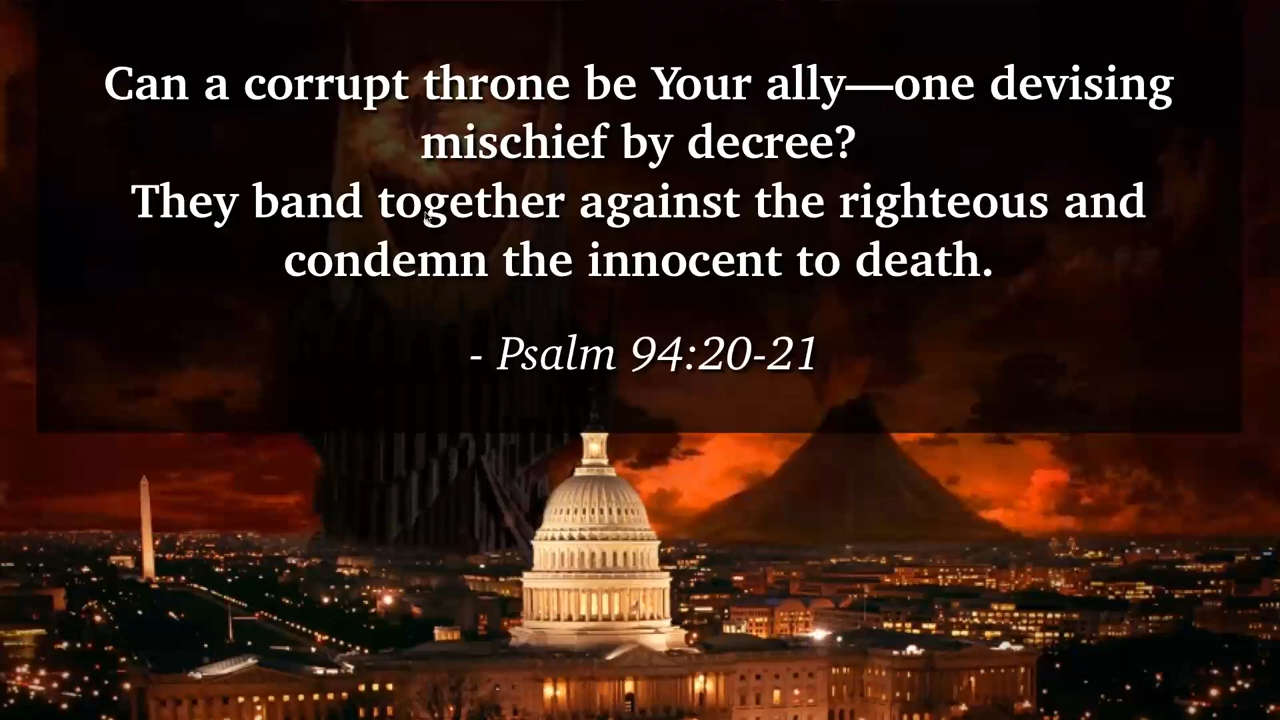 Can a corrupt throne be Your ally—one devising
mischief by decree?
They band together against the righteous and
condemn the innocent to death.
- Psalm 94:20-21